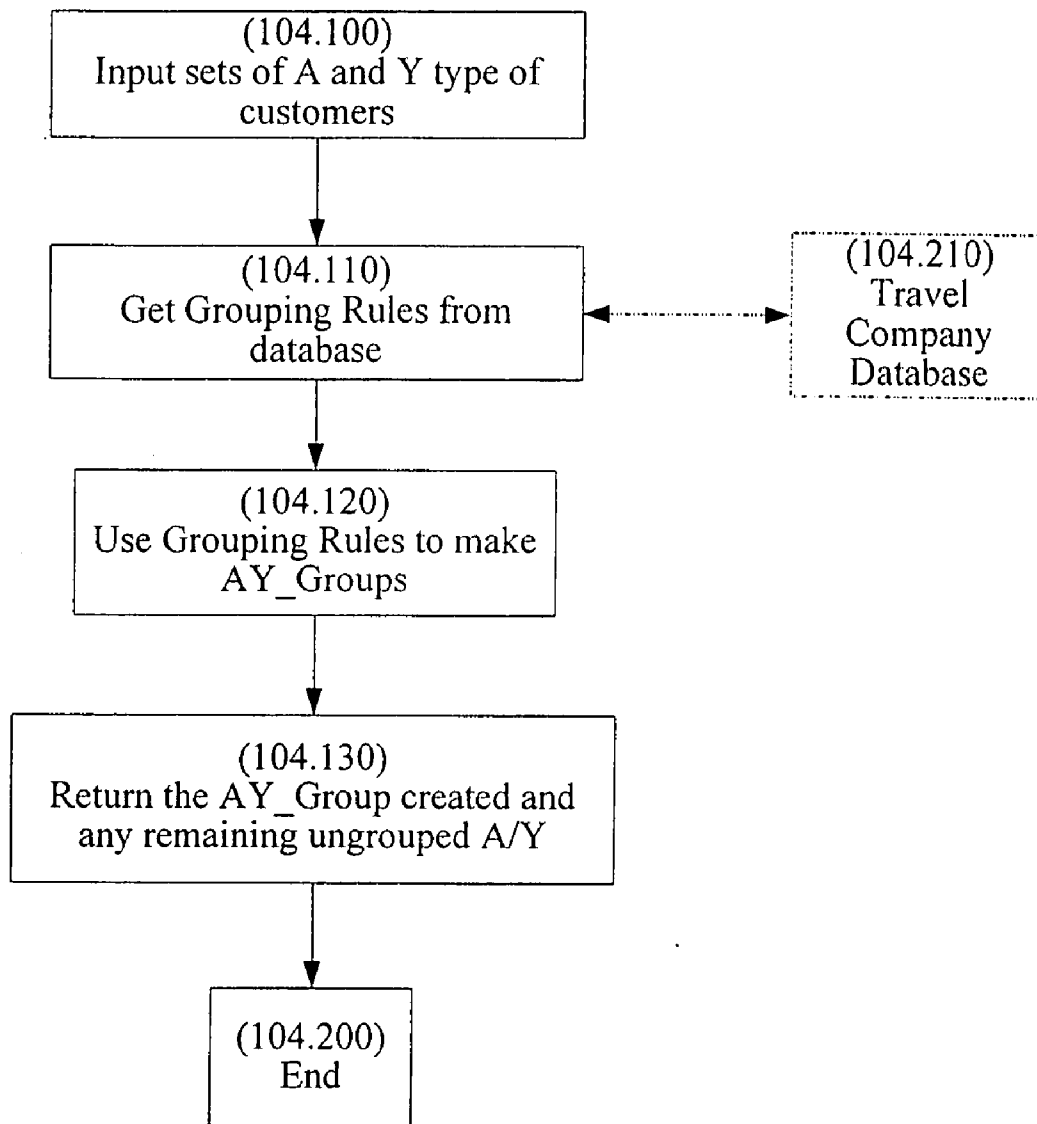 (104.100)
Input sets of A and Y type of
customers
(104.110)
Get Grouping Rules from
database
(104.210)
Travel
Company
Database
(104.120)
Use Grouping Rules to make
AY_Groups
(104.130)
Return the AY_Group created and
any remaining ungrouped A/Y
(104.200)
End